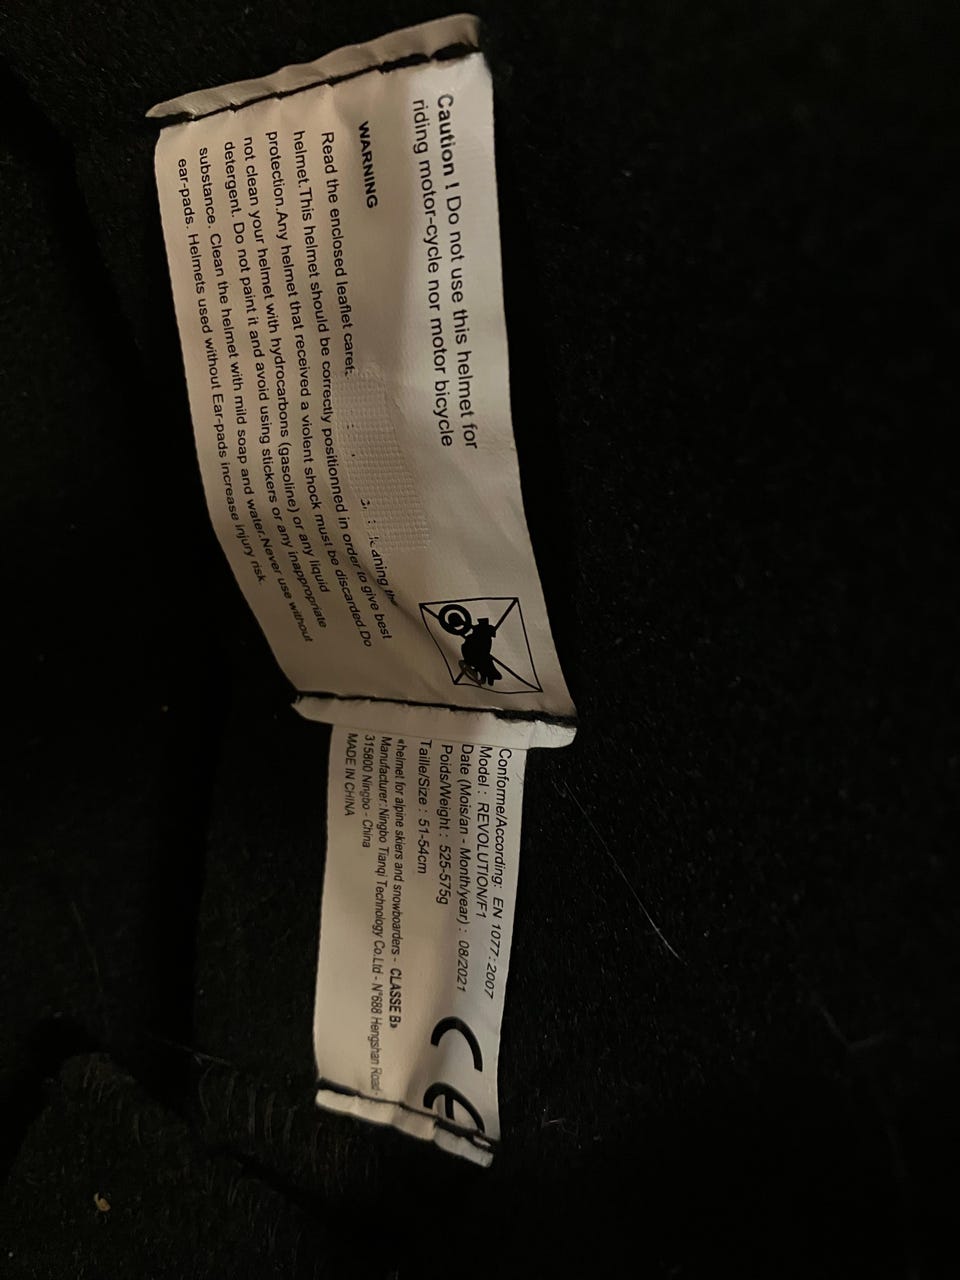 Caution ! Do not use this helmet for
riding motor-cycle nor motor bicycle
WARNING
Read the enclosed leaflet
helmet.This helmet should be correctly positionned in order to give best
protection.Any helmet that received a violent shock must be discarded.Do
not clean your helmet with hydrocarbons (gasoline) or any liquid
detergent. Do not paint it and avoid using stickers or any inappropriate
substance. Clean the helmet with mild soap and water.Never use without
ear-pads. Helmets used without Ear-pads increase injury risk.
Conforme/According: EN 1077:2007
Model : REVOLUTION/F1
Date (Mois/an - Month/year) : 08/2021
Poids/Weight : 525-575g
Taille/Size : 51-54cm
CE
«helmet for alpine skiers and snowboarders - CLASSE B»
Manufacturer:Ningbo Tianqi Technology Co.Ltd - N°688 Hengshan Road-
315800 Ningbo - China
MADE IN CHINA